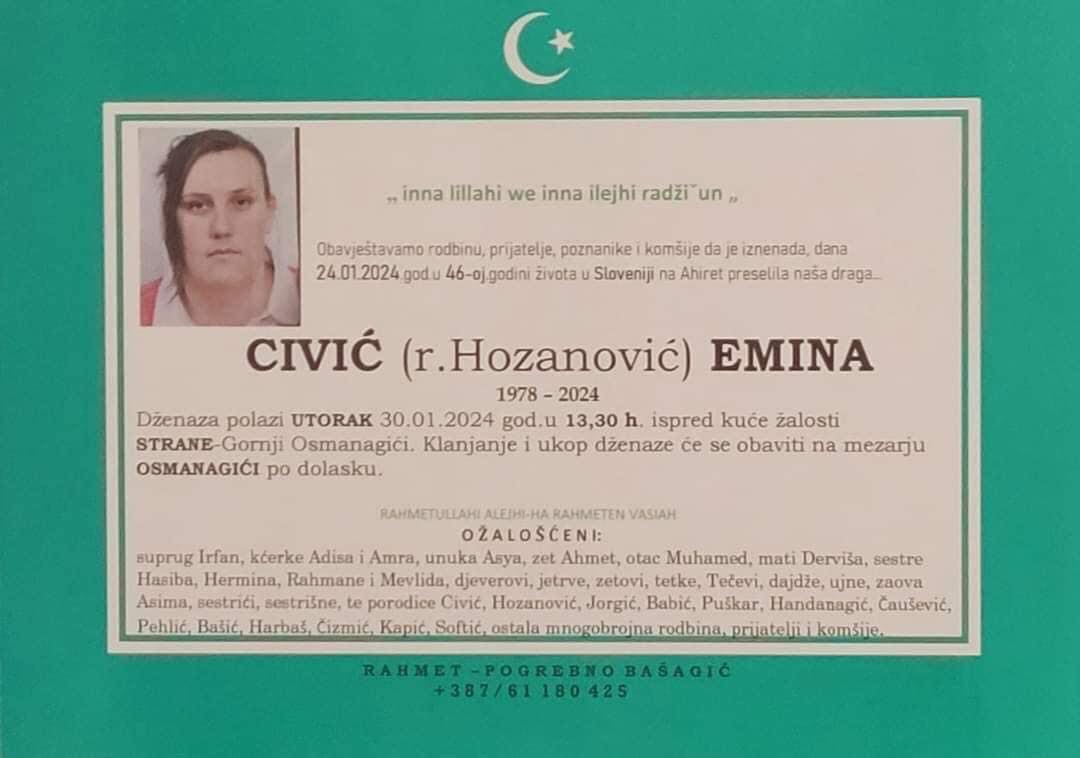 „ inna lillahi we inna ilejhi radžiˇun „
Obavještavamo rodbinu, prijatelje, poznanike i komšije da je iznenada, dana
24.01.2024.god.u 46-oj.godini života u Sloveniji na Ahiret preselila naša draga...
CIVIĆ (r.Hozanović) EMINA
1978 – 2024
Dženaza polazi UTORAK 30.01.2024 god.u 13,30 h. ispred kuće žalosti
STRANE-Gornji Osmanagići. Klanjanje i ukop dženaze će se obaviti na mezarju
OSMANAGIĆI po dolasku.
RAHMETULLAHI ALEJHI-HA RAHMETEN VASIAH
OŽALOŠĆENI:
suprug Irfan, kćerke Adisa i Amra, unuka Asya, zet Ahmet, otac Muhamed, mati Derviša, sestre
Hasiba, Hermina, Rahmane i Mevlida, djeverovi, jetrve, zetovi, tetke, Tečevi, dajdže, ujne, zaova
Asima, sestrići, sestrišne, te porodice Civić, Hozanović, Jorgić, Babić, Puškar, Handanagić, Čaušević,
Pehlić, Bašić, Harbaš, Čizmić, Kapić, Softić, ostala mnogobrojna rodbina, prijatelji i komšije.
RAHMET –POGREBNO BAŠAGIĆ
+387/61 180 425